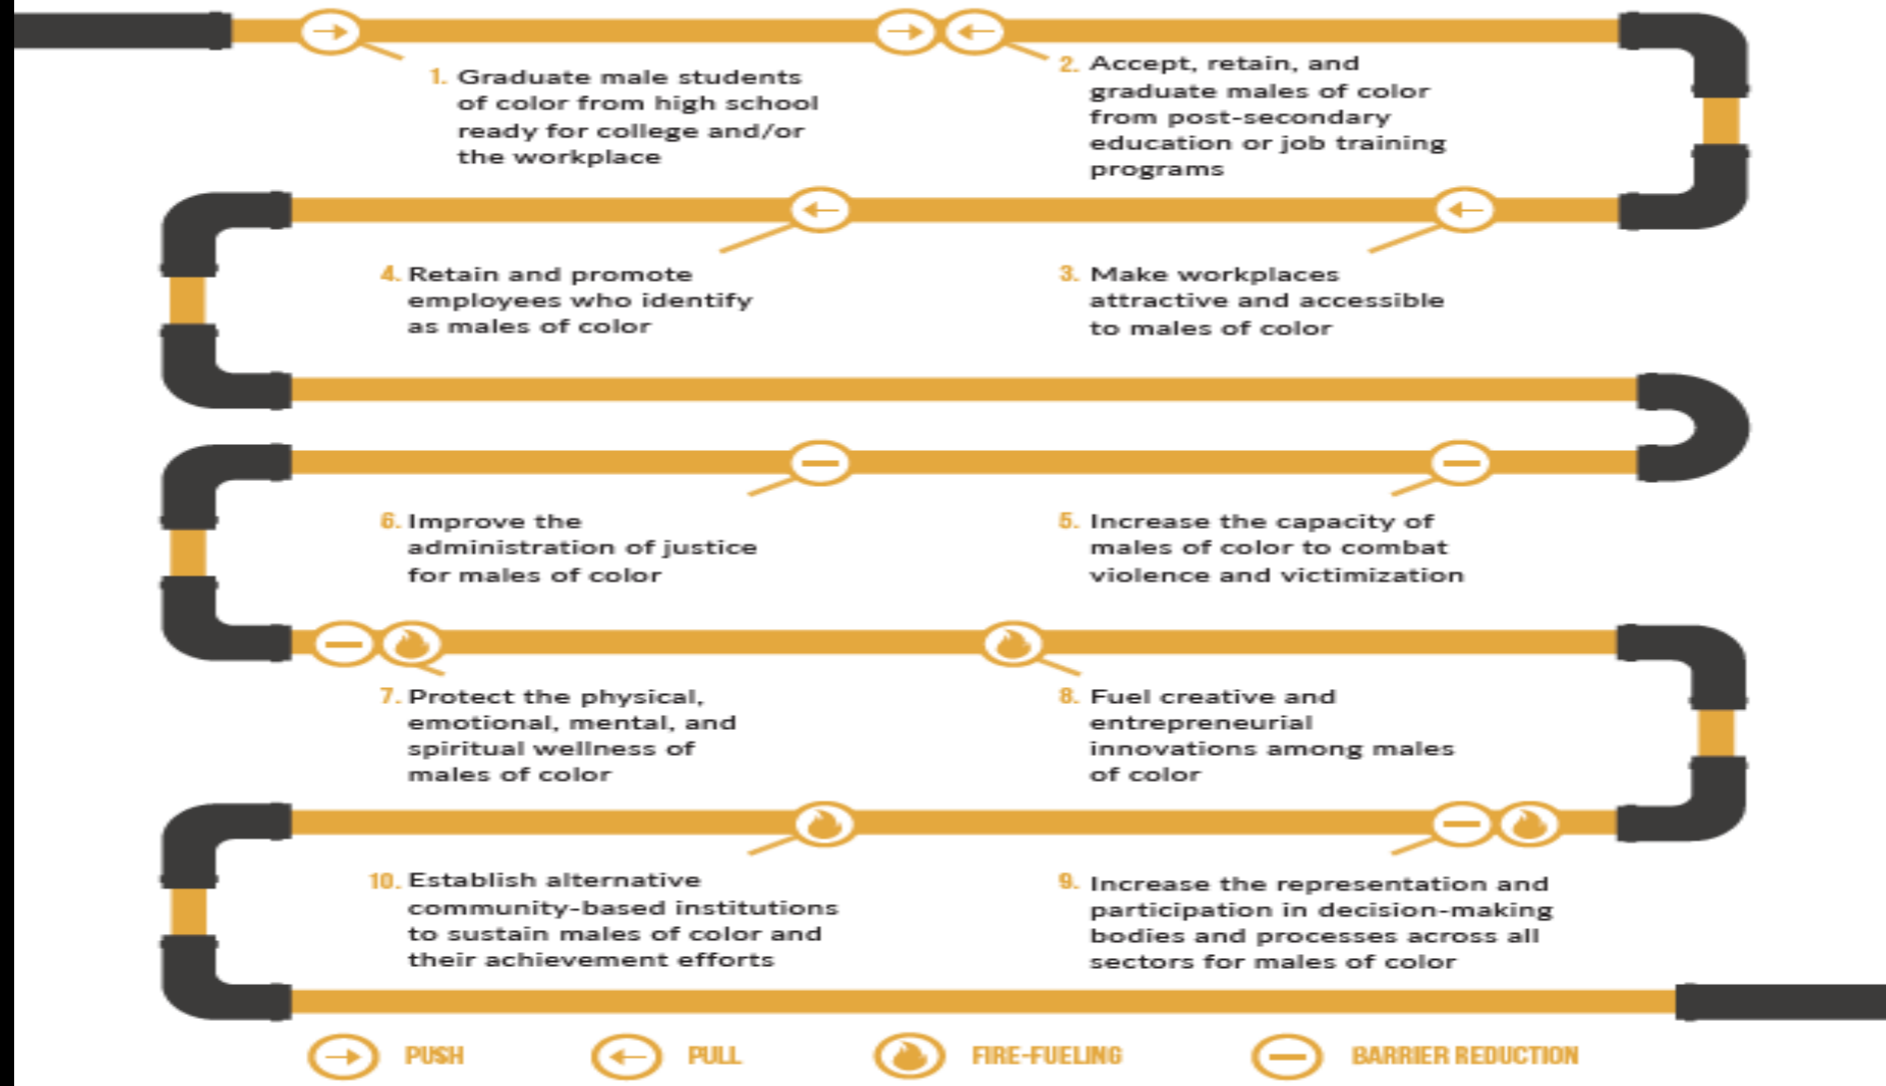 1. Graduate male students
of color from high school
ready for college and/or
the workplace
2. Accept, retain, and
graduate males of color
from post-secondary
education or job training
programs
3. Make workplaces
attractive and accessible
to males of color
4. Retain and promote
employees who identify
as males of color
5. Increase the capacity of
males of color to combat
violence and victimization
6. Improve the
administration of justice
for males of color
7. Protect the physical,
emotional, mental, and
spiritual wellness of
males of color
8. Fuel creative and
entrepreneurial
innovations among males
of color
9. Increase the representation and
participation in decision-making
bodies and processes across all
sectors for males of color
10. Establish alternative
community-based institutions
to sustain males of color and
their achievement efforts
PUSH
PULL
FIRE-FUELING
BARRIER REDUCTION